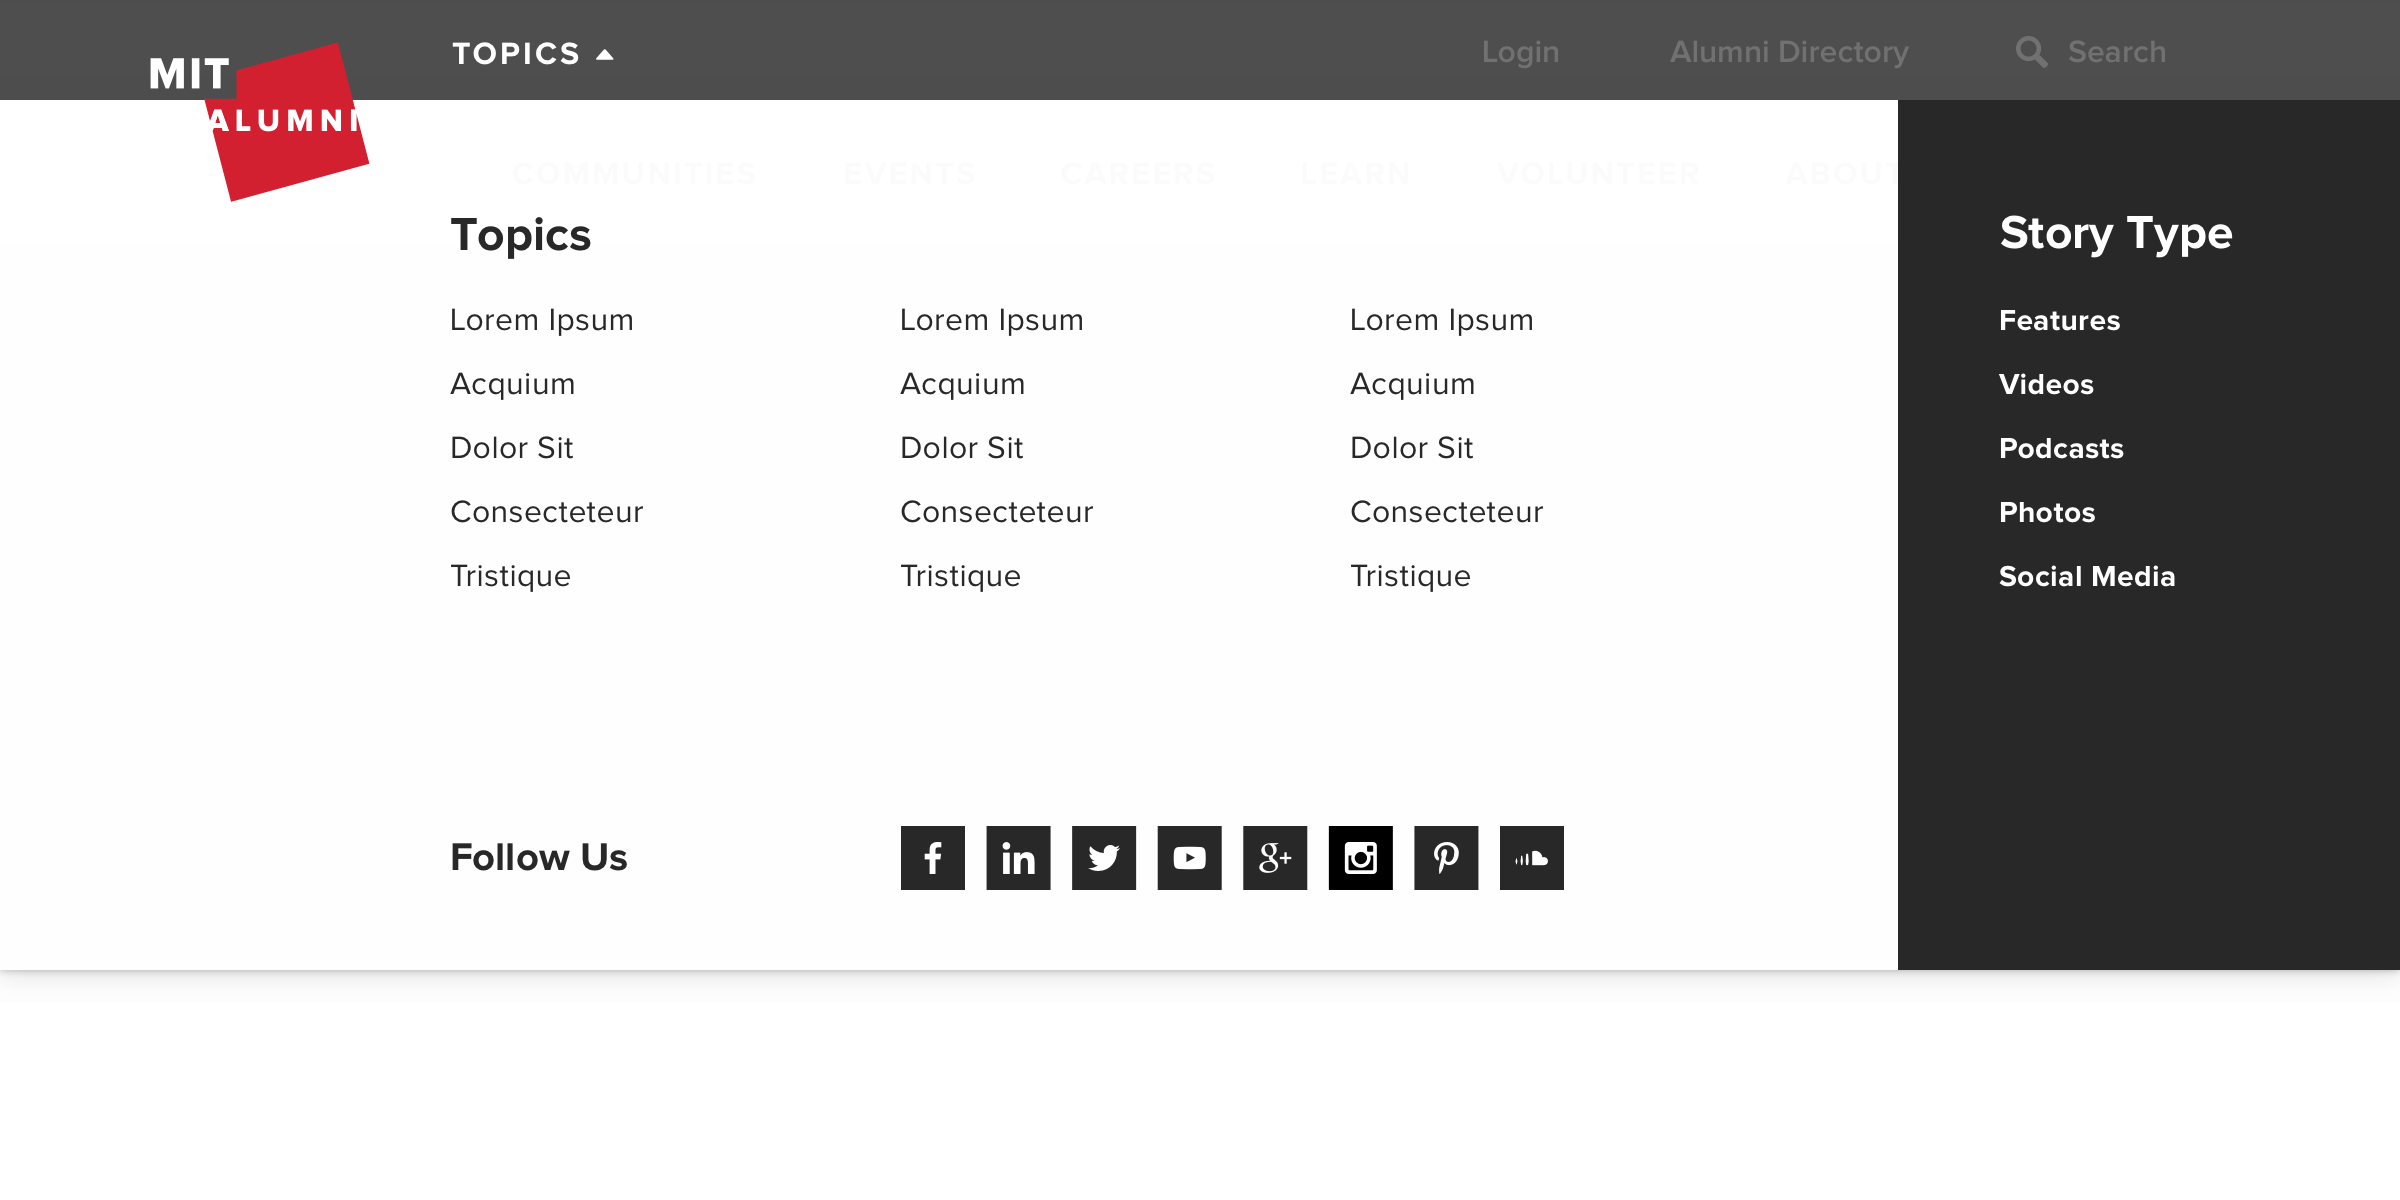 MIT
ALUMNI
TOPICS
Login
Alumni Directory
Search
COMMUNITIES
EVENTS
CAREERS
LEARN
VOLUNTEER
ABOUT
Topics
Lorem Ipsum
Acquium
Dolor Sit
Consecteteur
Tristique
Lorem Ipsum
Acquium
Dolor Sit
Consecteteur
Tristique
Lorem Ipsum
Acquium
Dolor Sit
Consecteteur
Tristique
Story Type
Features
Videos
Podcasts
Photos
Social Media
Follow Us